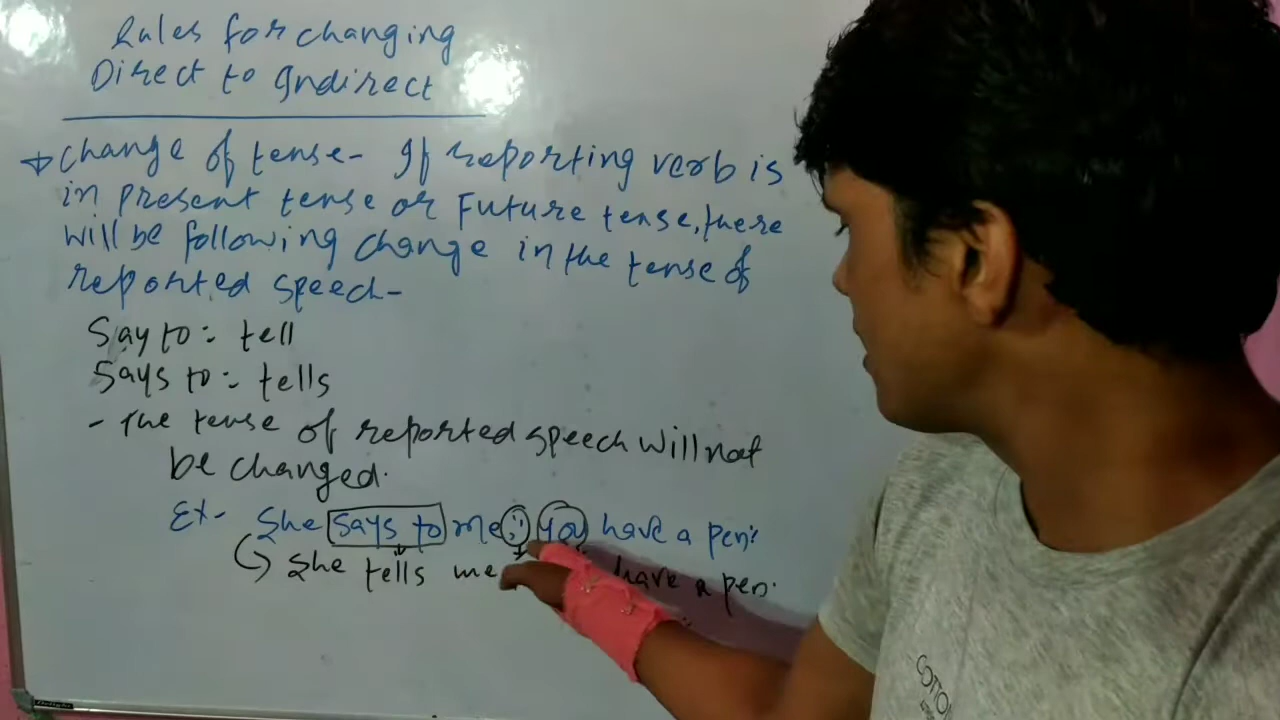 Rules for changing
Direct to Indirect
Change of tense- If reporting verb is
in present tense or Future tense, there
will be following change in the tense of
reported speech-
Say to:- tell
Says to:- tells
- The tense of reported speech will not
be changed.
Ex- She says to me, 'You have a pen.'
She tells me have a pen.
COTTO